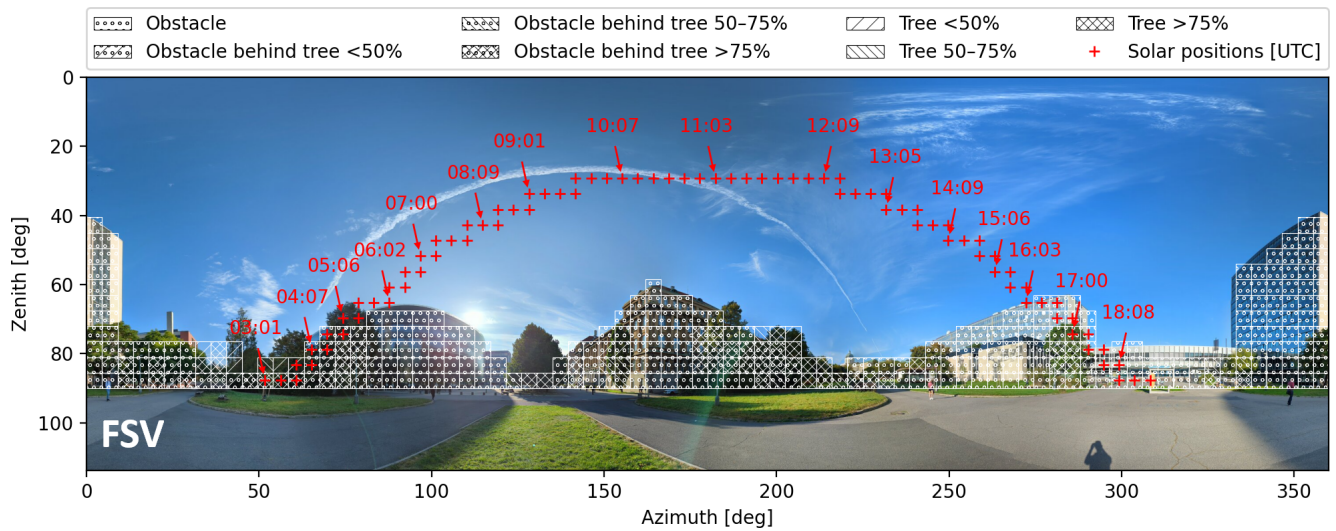 Obstacle
Obstacle behind tree <50%
Obstacle behind tree 50–75%
Obstacle behind tree >75%
Tree <50%
Tree 50–75%
Tree >75%
Solar positions [UTC]
Zenith [deg]
0
20
40
60
80
100
03:01
04:07
05:06
06:02
07:00
08:09
09:01
10:07
11:03
12:09
13:05
14:09
15:06
16:03
17:00
18:08
FSV
0
50
100
150
200
250
300
350
Azimuth [deg]